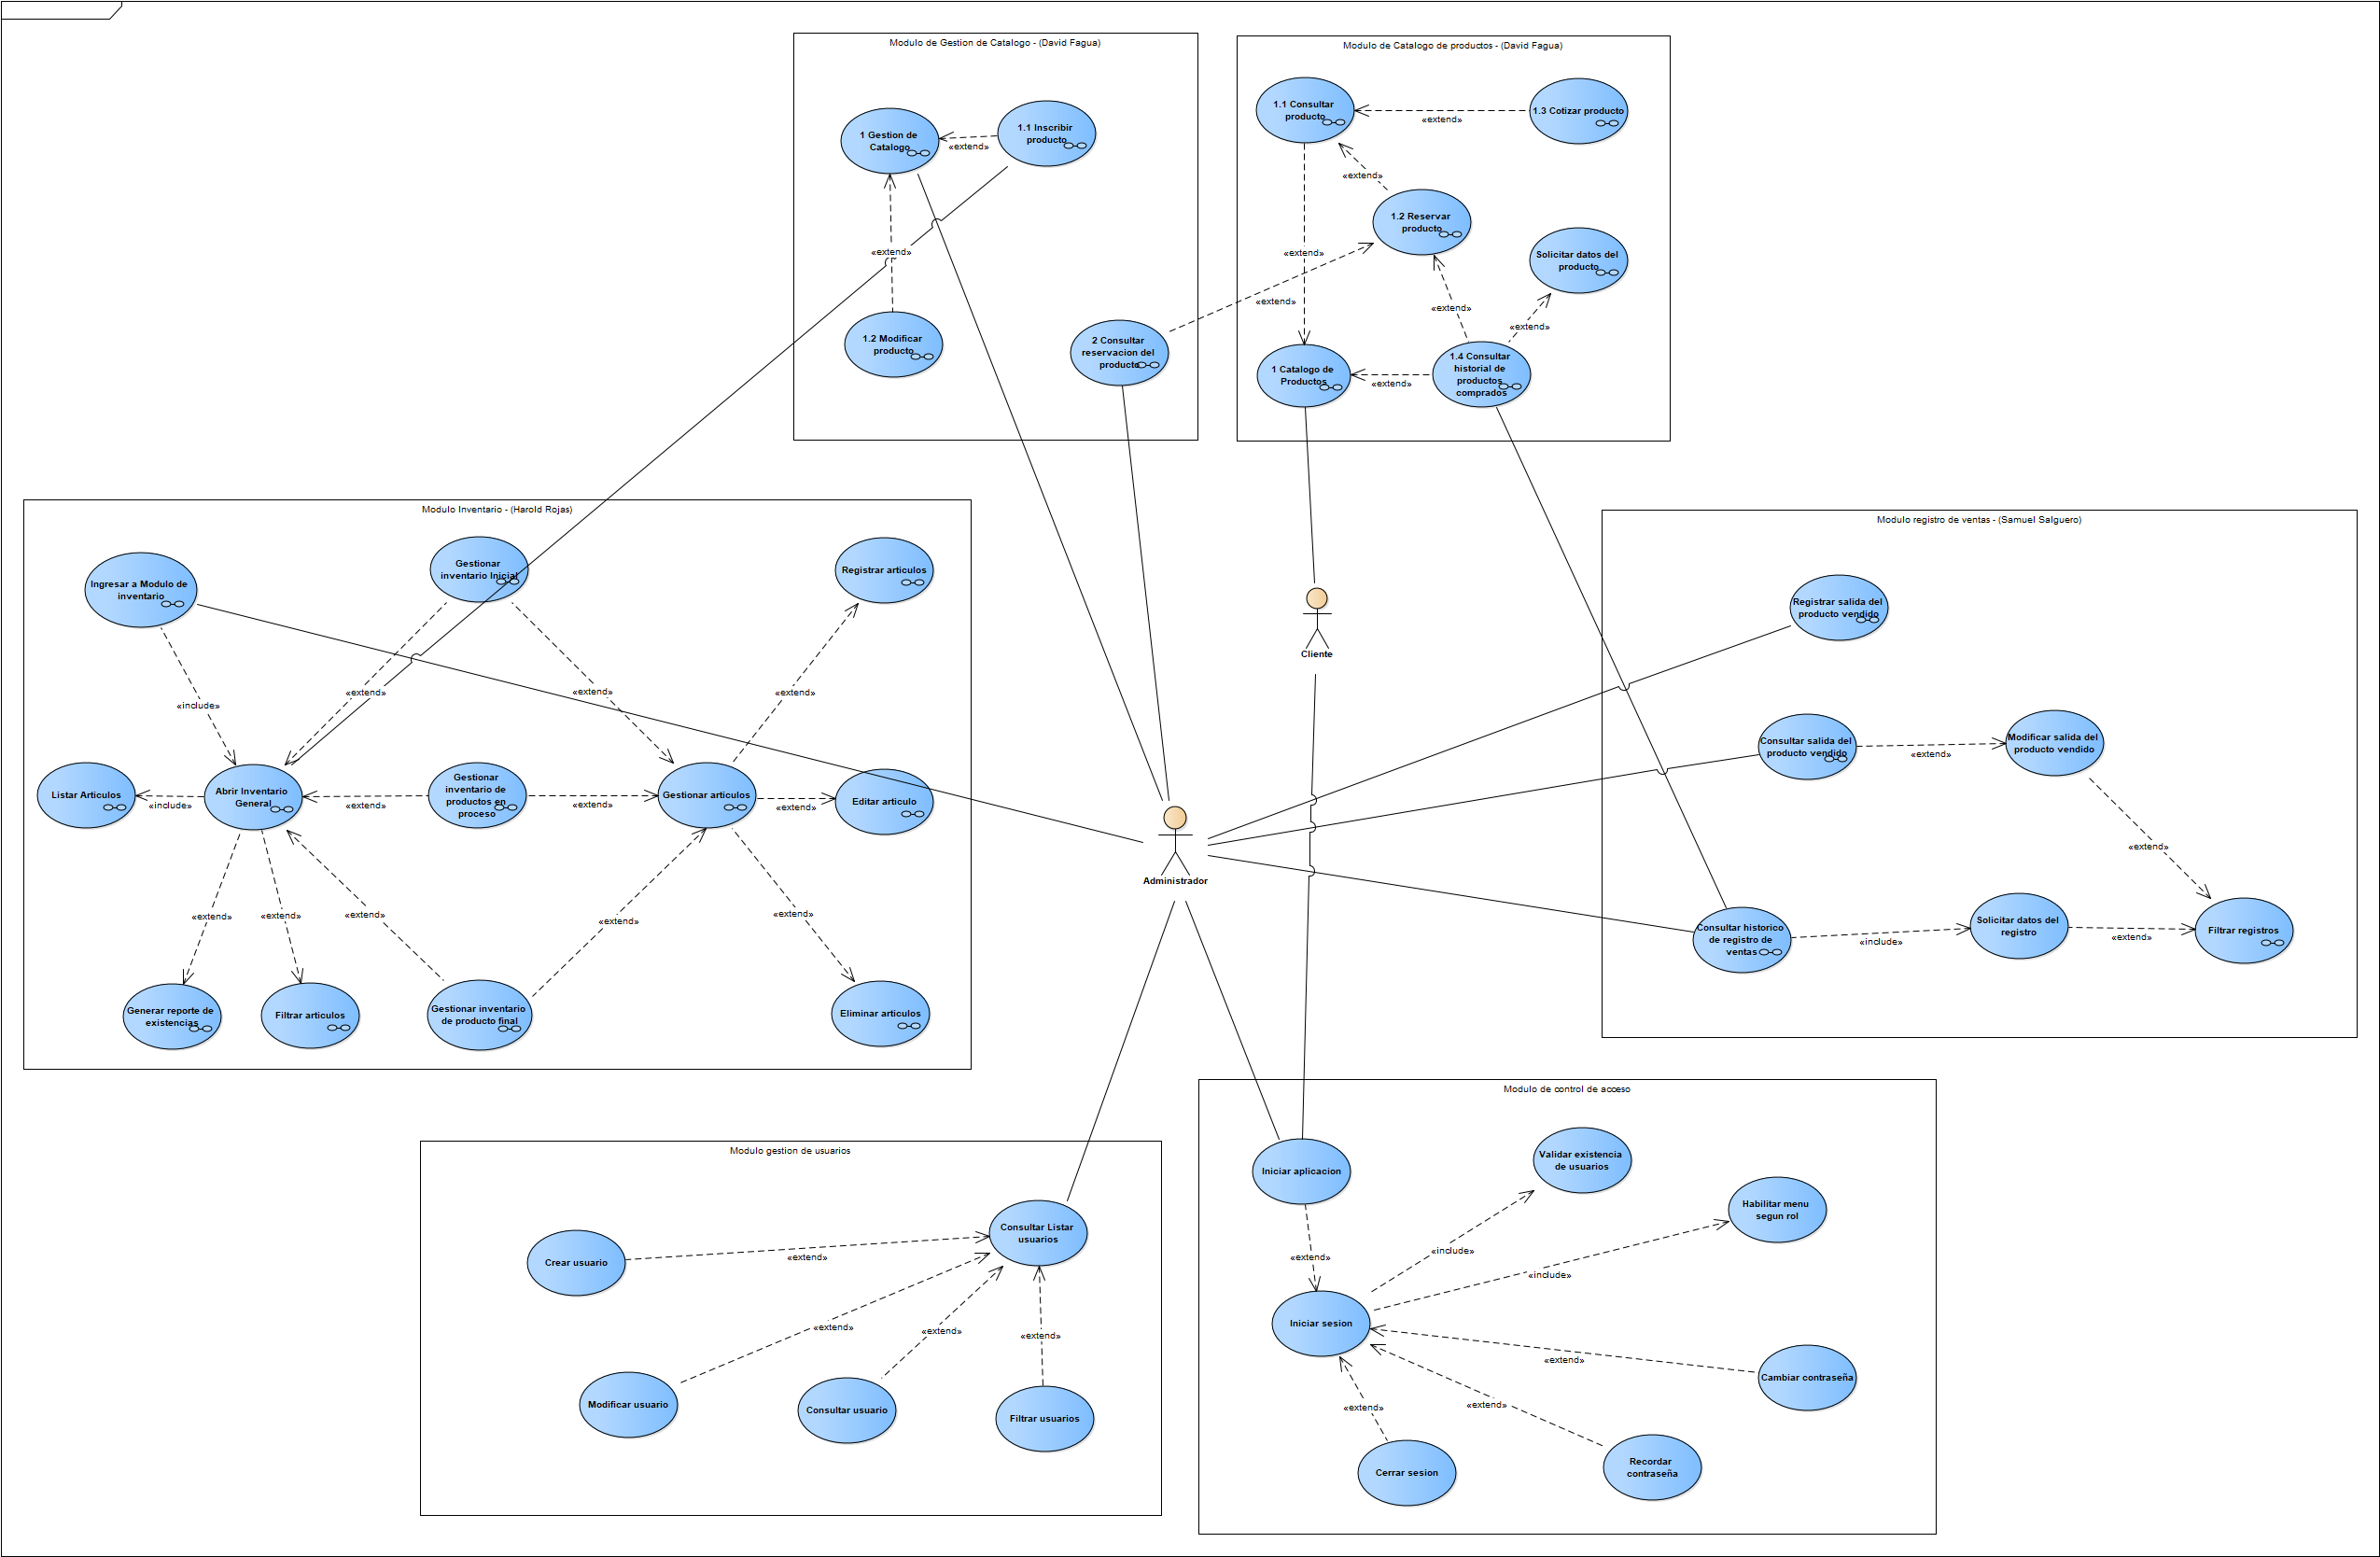 Modulo de Gestion de Catalogo - (David Fagua)
1 Gestion de
Catalogo
«extend»
1.1 Inscribir
producto
«extend»
1.2 Modificar
producto
2 Consultar
reservacion del
producto
«extend»
Modulo de Catalogo de productos - (David Fagua)
1.1 Consultar
producto
«extend»
1.3 Cotizar producto
«extend»
1.2 Reservar
producto
«extend»
Solicitar datos del
producto
«extend»
«extend»
1 Catalogo de
Productos
«extend»
1.4 Consultar
historial de
productos
comprados
Modulo Inventario - (Harold Rojas)
Ingresar a Modulo de
inventario
Gestionar
inventario Inicial
Registrar articulos
«include»
«extend»
«extend»
«extend»
Listar Articulos
«include»
Abrir Inventario
General
«extend»
Gestionar
inventario de
productos en
proceso
«extend»
Gestionar articulos
«extend»
Editar articulo
«extend»
«extend»
«extend»
«extend»
«extend»
Generar reporte de
existencias
Filtrar articulos
Gestionar inventario
de producto final
Eliminar articulos
Cliente
Administrador
Modulo registro de ventas - (Samuel Salguero)
Registrar salida del
producto vendido
Consultar salida del
producto vendido
«extend»
Modificar salida del
producto vendido
«extend»
Consultar historico
de registro de
ventas
«include»
Solicitar datos del
registro
«extend»
Filtrar registros
Modulo gestion de usuarios
Consultar Listar
usuarios
Crear usuario
«extend»
«extend»
«extend»
«extend»
Modificar usuario
Consultar usuario
Filtrar usuarios
Modulo de control de acceso
Iniciar aplicacion
Validar existencia
de usuarios
Habilitar menu
segun rol
«extend»
«include»
«include»
Iniciar sesion
«extend»
Cambiar contraseña
«extend»
«extend»
Cerrar sesion
Recordar
contraseña